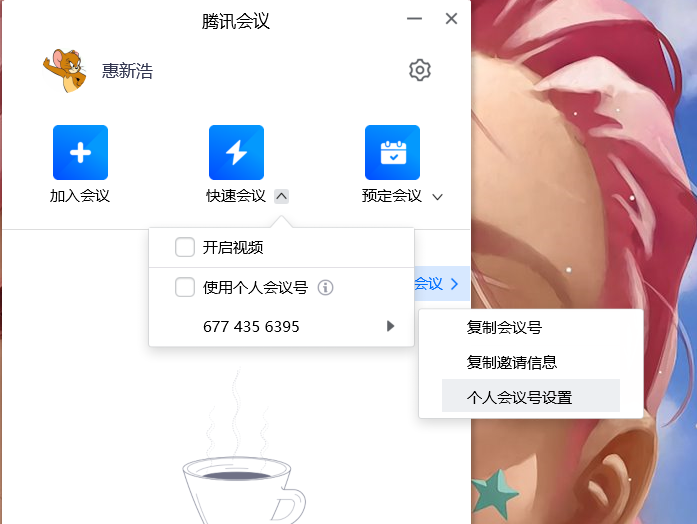 腾讯会议
惠新浩
加入会议
快速会议
预定会议
开启视频
使用个人会议号
会议
677 435 6395
复制会议号
复制邀请信息
个人会议号设置